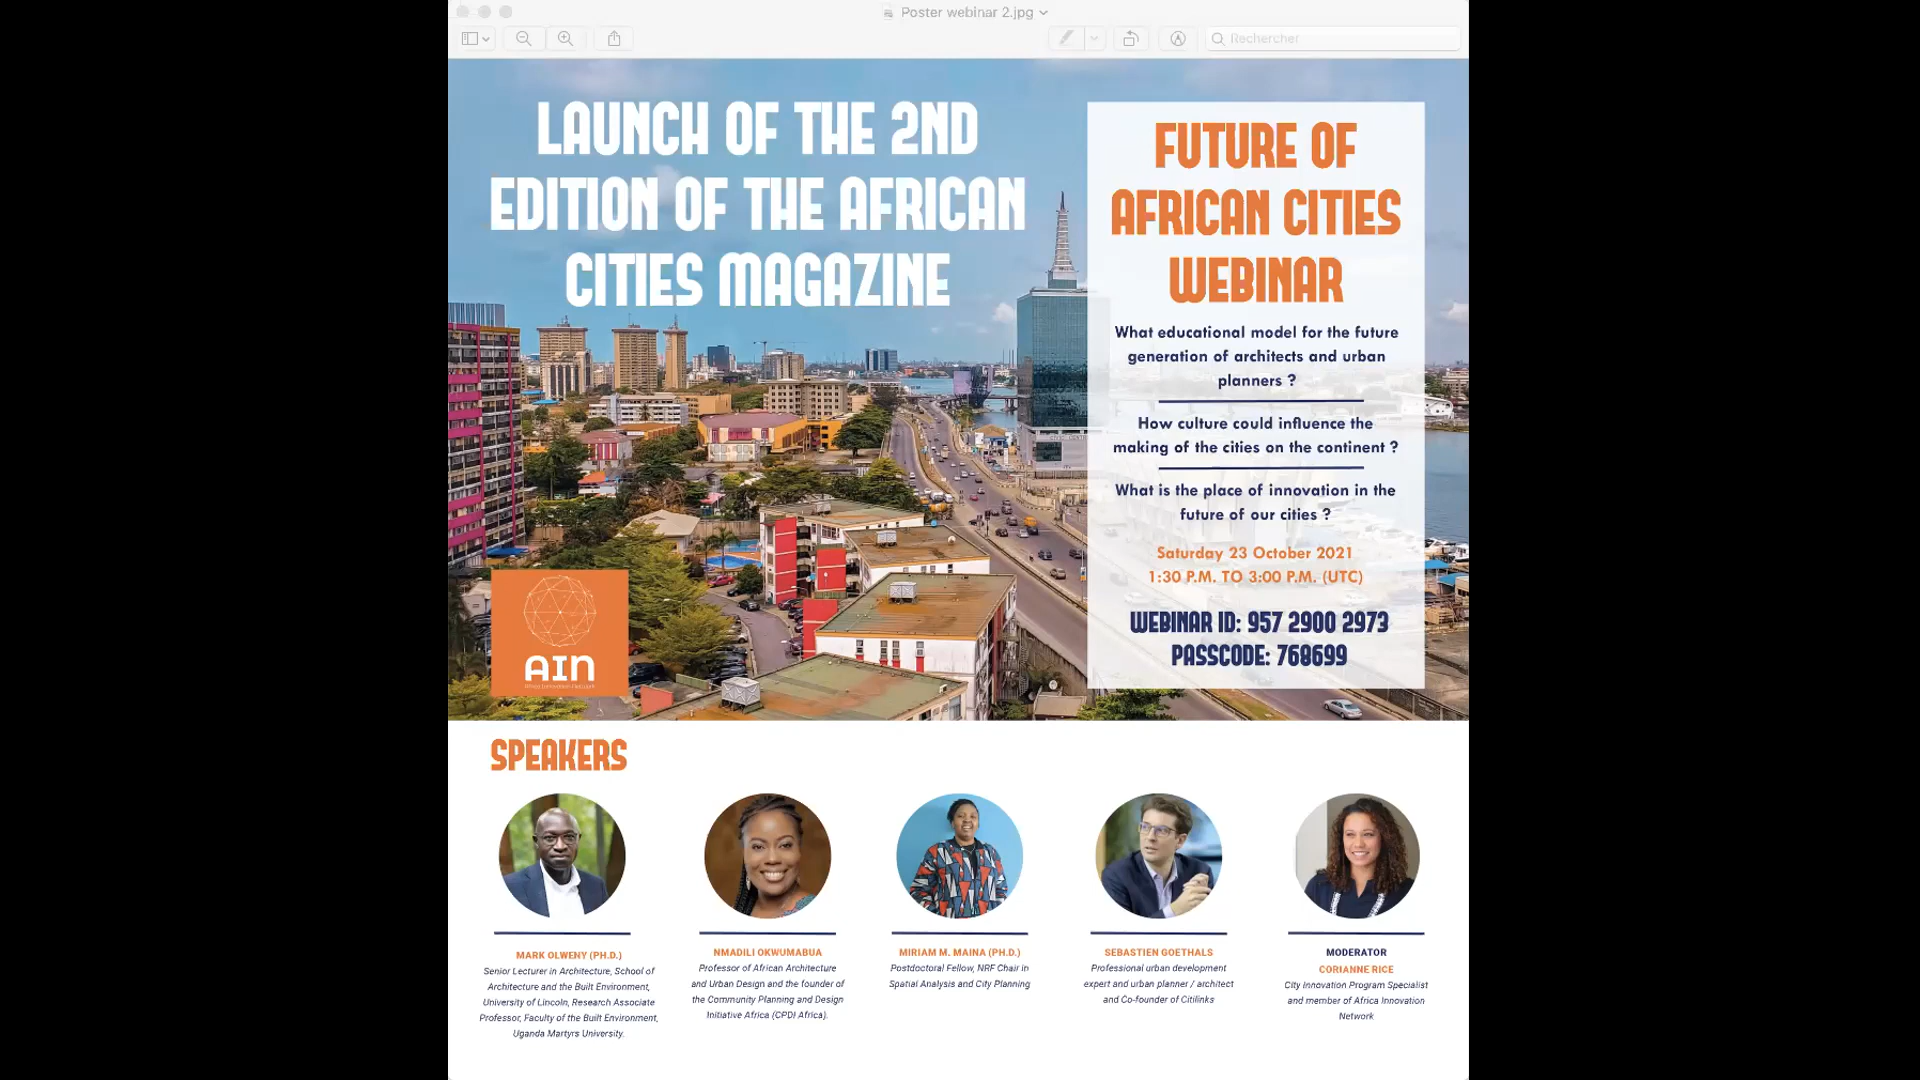 Poster webinar 2.jpg
Rechercher
LAUNCH OF THE 2ND
EDITION OF THE AFRICAN
CITIES MAGAZINE
FUTURE OF
AFRICAN CITIES
WEBINAR
What educational model for the future
generation of architects and urban
planners ?
How culture could influence the
making of the cities on the continent ?
What is the place of innovation in the
future of our cities ?
Saturday 23 October 2021
1:30 P.M. TO 3:00 P.M. (UTC)
WEBINAR ID: 957 2900 2973
PASSCODE: 768699
AIN
Africa Innovation Network
SPEAKERS
MARK OLWENY (PH.D.)
Senior Lecturer in Architecture, School of
Architecture and the Built Environment,
University of Lincoln, Research Associate
Professor, Faculty of the Built Environment,
Uganda Martyrs University.
NMADILI OKWUMABUA
Professor of African Architecture
and Urban Design and the founder of
the Community Planning and Design
Initiative Africa (CPDI Africa).
MIRIAM M. MAINA (PH.D.)
Postdoctoral Fellow, NRF Chair in
Spatial Analysis and City Planning
SEBASTIEN GOETHALS
Professional urban development
expert and urban planner / architect
and Co-founder of Citilinks
MODERATOR
CORIANNE RICE
City Innovation Program Specialist
and member of Africa Innovation
Network